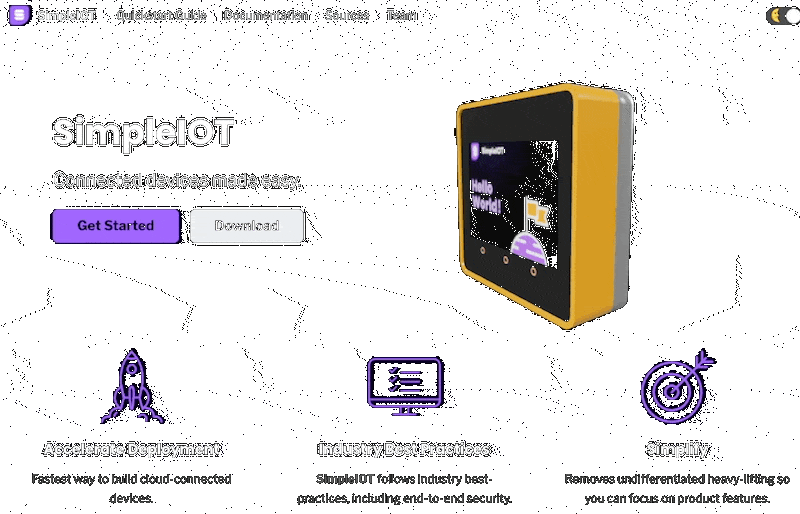 S SimpleIOT Quickstart Guide Documentation Sources Team
SimpleIOT
Connected devices made easy.
Get Started Download
SimpleIOT
Hello
World!
Accelerate Deployment
Fastest way to build cloud-connected
devices.
Industry Best Practices
SimpleIOT follows industry best-
practices, including end-to-end security.
Simplify
Removes undifferentiated heavy-lifting so
you can focus on product features.